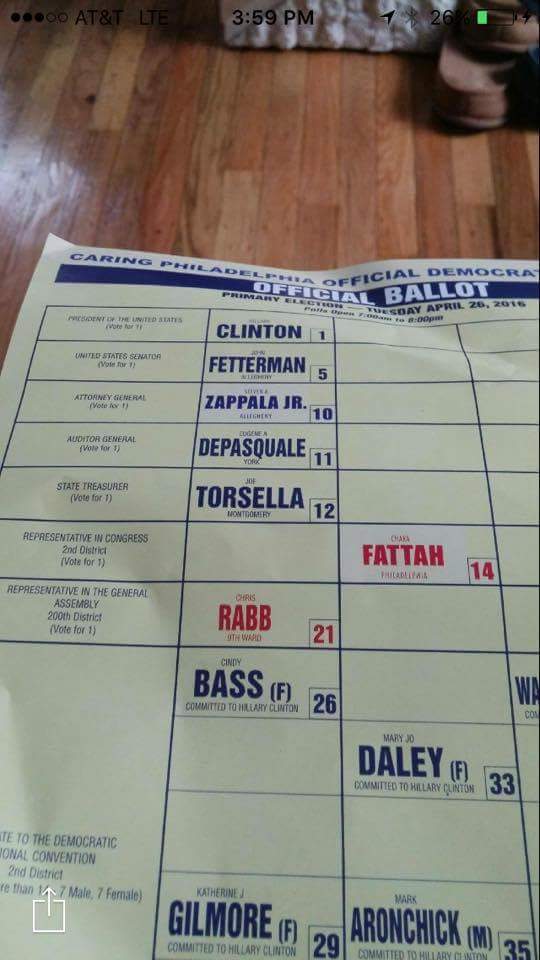 AT&T LTE 3:59 PM 26%
CARING PHILADELPHIA OFFICIAL DEMOCRAT
OFFICIAL BALLOT
PRIMARY ELECTION — TUESDAY APRIL 26, 2016
Polls Open 7:00am to 8:00pm
PRESIDENT OF THE UNITED STATES
(Vote for 1)
CLINTON 1
UNITED STATES SENATOR
(Vote for 1)
JOHN
FETTERMAN 5
ALLEGHENY
ATTORNEY GENERAL
(Vote for 1)
STEVEN A
ZAPPALA JR. 10
ALLEGHENY
AUDITOR GENERAL
(Vote for 1)
EUGENE A
DEPASQUALE 11
YORK
STATE TREASURER
(Vote for 1)
JOE
TORSELLA 12
MONTGOMERY
REPRESENTATIVE IN CONGRESS
2nd District
(Vote for 1)
CHAKA
FATTAH 14
PHILADELPHIA
REPRESENTATIVE IN THE GENERAL
ASSEMBLY
200th District
(Vote for 1)
CHRIS
RABB 21
9TH WARD
CINDY
BASS (F) 26
COMMITTED TO HILLARY CLINTON
WA
COM
MARY JO
DALEY (F) 33
COMMITTED TO HILLARY CLINTON
TE TO THE DEMOCRATIC
IONAL CONVENTION
2nd District
re than 14, 7 Male, 7 Female)
KATHERINE J
GILMORE (F) 29
COMMITTED TO HILLARY CLINTON
MARK
ARONCHICK (M) 35
COMMITTED TO HILLARY CLINTON